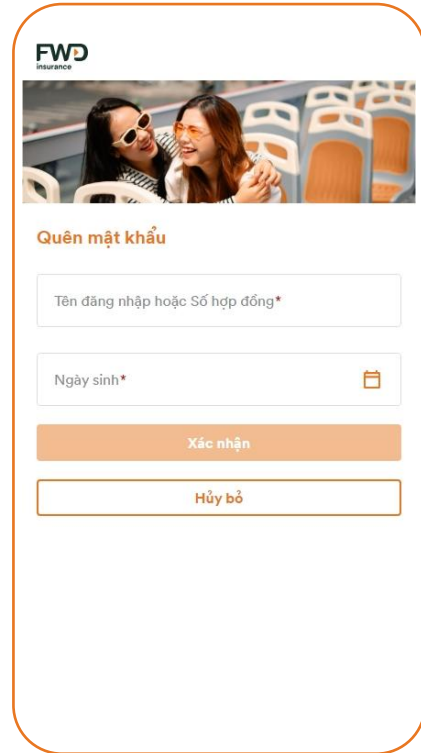 FWD
insurance
Quên mật khẩu
Tên đăng nhập hoặc Số hợp đồng*
Ngày sinh*
Xác nhận
Hủy bỏ